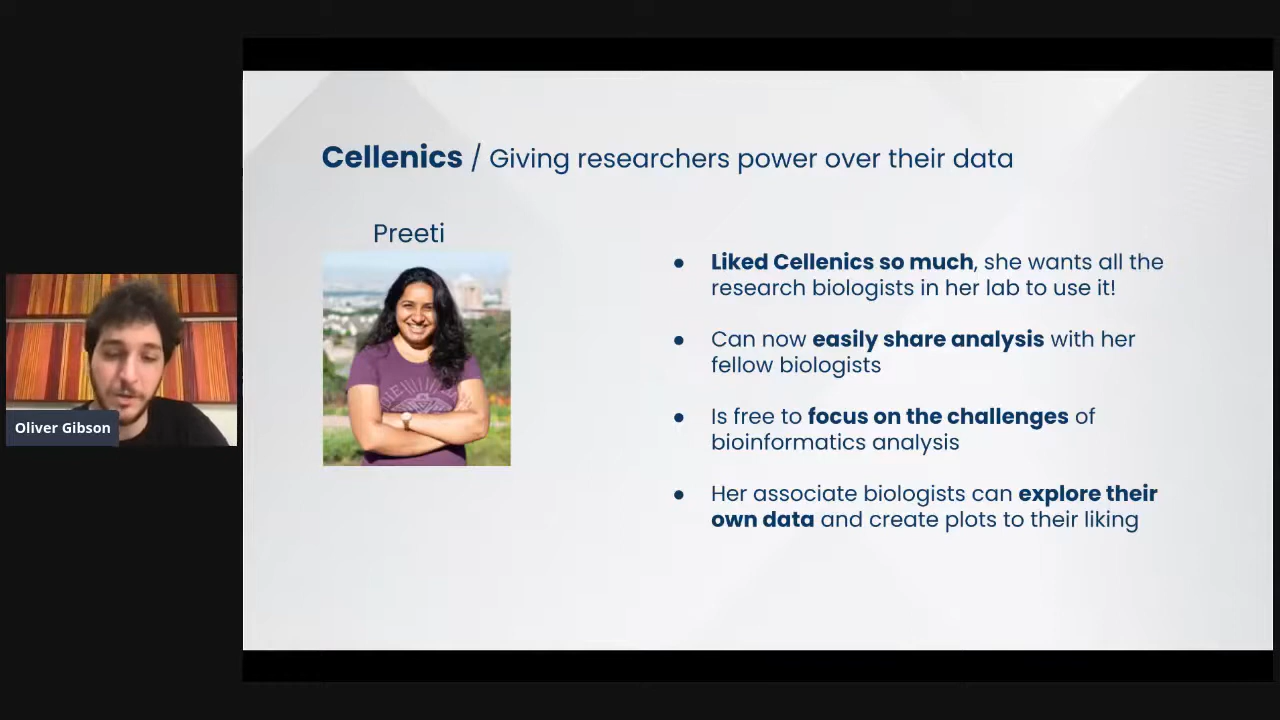 Cellenics / Giving researchers power over their data
Preeti
● Liked Cellenics so much, she wants all the
research biologists in her lab to use it!
● Can now easily share analysis with her
fellow biologists
● Is free to focus on the challenges of
bioinformatics analysis
● Her associate biologists can explore their
own data and create plots to their liking
Oliver Gibson